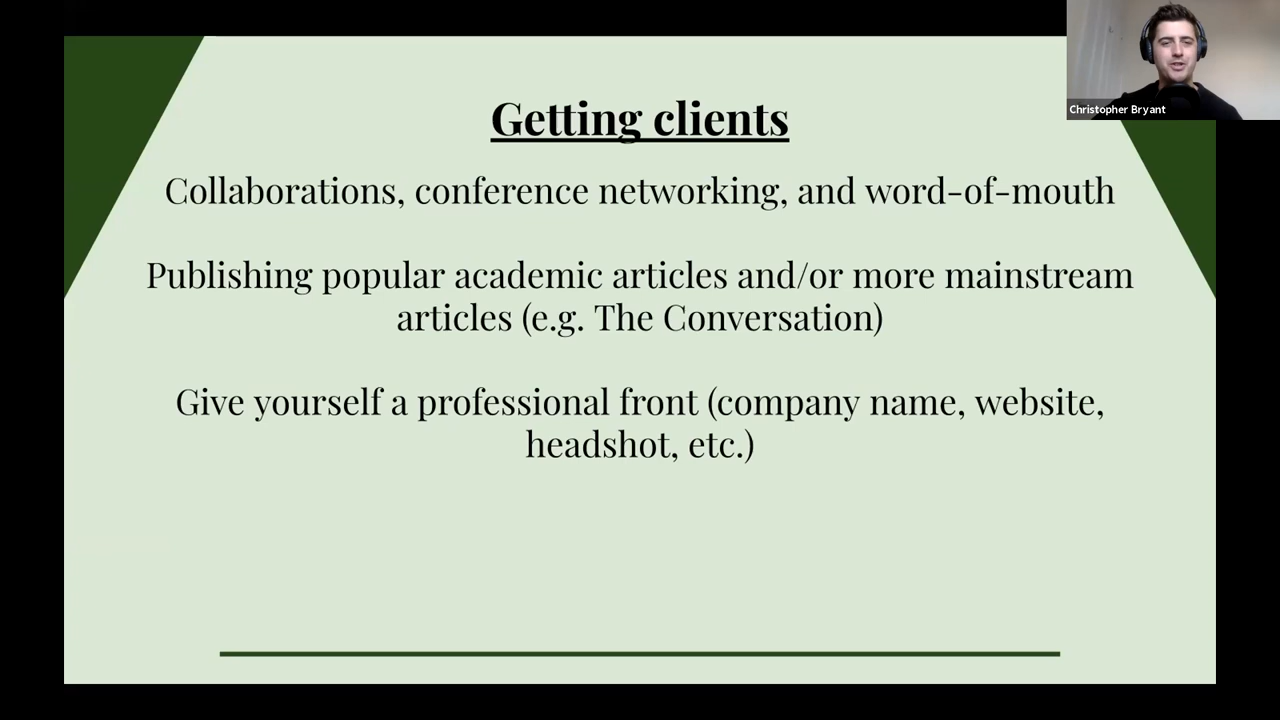 Getting clients
Christopher Bryant
Collaborations, conference networking, and word-of-mouth
Publishing popular academic articles and/or more mainstream
articles (e.g. The Conversation)
Give yourself a professional front (company name, website,
headshot, etc.)